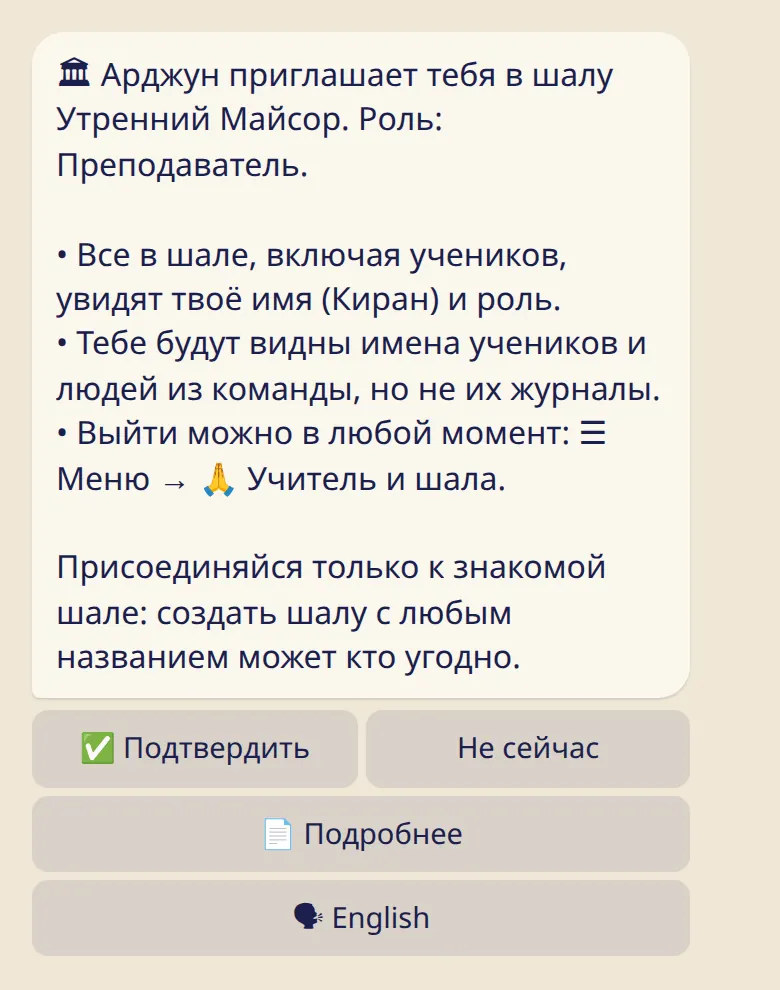 🏛 Арджун приглашает тебя в шалу
Утренний Майсор. Роль:
Преподаватель.
• Все в шале, включая учеников,
увидят твоё имя (Киран) и роль.
• Тебе будут видны имена учеников и
людей из команды, но не их журналы.
• Выйти можно в любой момент: ☰
Меню → 🙏 Учитель и шала.
Присоединяйся только к знакомой
шале: создать шалу с любым
названием может кто угодно.
✅ Подтвердить
Не сейчас
📄 Подробнее
🗣 English